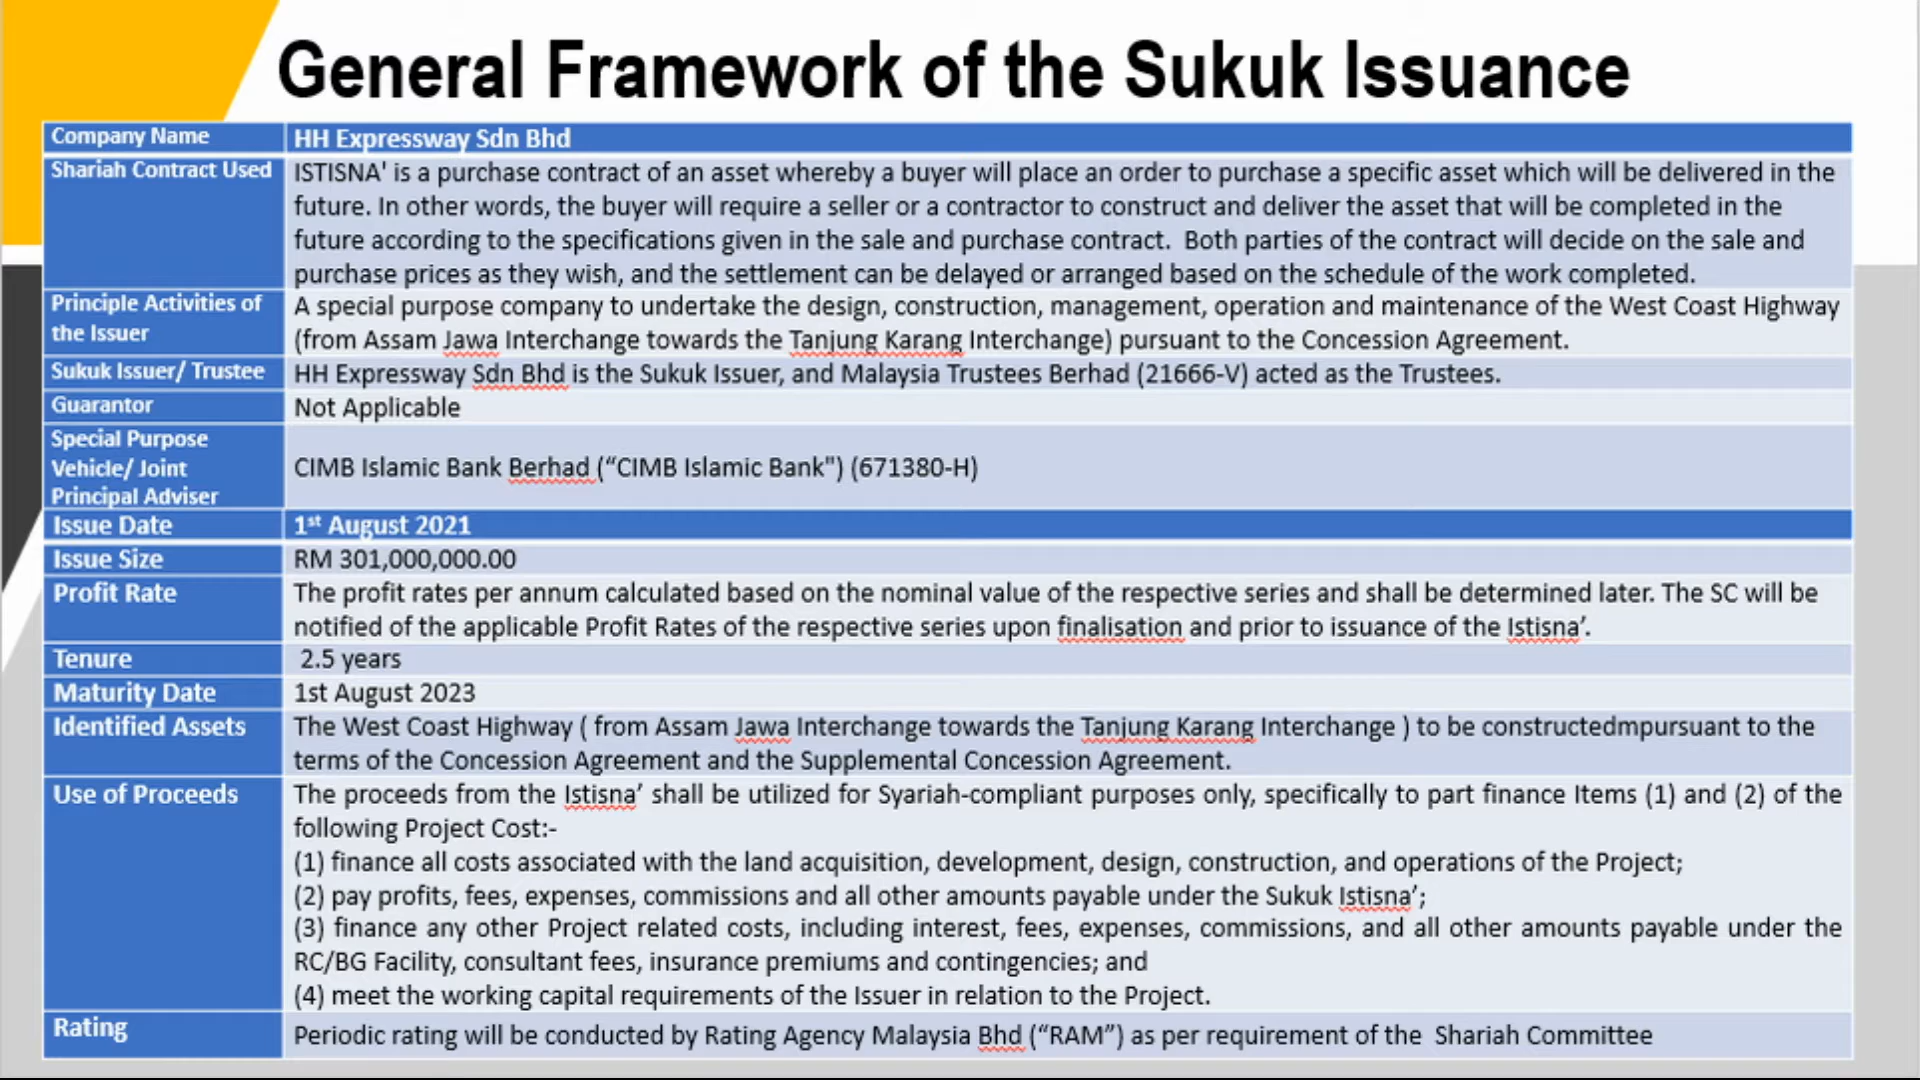 General Framework of the Sukuk Issuance
Company Name
HH Expressway Sdn Bhd
Shariah Contract Used
ISTISNA' is a purchase contract of an asset whereby a buyer will place an order to purchase a specific asset which will be delivered in the
future. In other words, the buyer will require a seller or a contractor to construct and deliver the asset that will be completed in the
future according to the specifications given in the sale and purchase contract.  Both parties of the contract will decide on the sale and
purchase prices as they wish, and the settlement can be delayed or arranged based on the schedule of the work completed.
Principle Activities of
the Issuer
A special purpose company to undertake the design, construction, management, operation and maintenance of the West Coast Highway
(from Assam Jawa Interchange towards the Tanjung Karang Interchange) pursuant to the Concession Agreement.
Sukuk Issuer/ Trustee
HH Expressway Sdn Bhd is the Sukuk Issuer, and Malaysia Trustees Berhad (21666-V) acted as the Trustees.
Guarantor
Not Applicable
Special Purpose
Vehicle/ Joint
Principal Adviser
CIMB Islamic Bank Berhad (“CIMB Islamic Bank") (671380-H)
Issue Date
1st August 2021
Issue Size
RM 301,000,000.00
Profit Rate
The profit rates per annum calculated based on the nominal value of the respective series and shall be determined later. The SC will be
notified of the applicable Profit Rates of the respective series upon finalisation and prior to issuance of the Istisna’.
Tenure
2.5 years
Maturity Date
1st August 2023
Identified Assets
The West Coast Highway ( from Assam Jawa Interchange towards the Tanjung Karang Interchange ) to be constructedmpursuant to the
terms of the Concession Agreement and the Supplemental Concession Agreement.
Use of Proceeds
The proceeds from the Istisna’ shall be utilized for Syariah-compliant purposes only, specifically to part finance Items (1) and (2) of the
following Project Cost:-
(1) finance all costs associated with the land acquisition, development, design, construction, and operations of the Project;
(2) pay profits, fees, expenses, commissions and all other amounts payable under the Sukuk Istisna’;
(3) finance any other Project related costs, including interest, fees, expenses, commissions, and all other amounts payable under the
RC/BG Facility, consultant fees, insurance premiums and contingencies; and
(4) meet the working capital requirements of the Issuer in relation to the Project.
Rating
Periodic rating will be conducted by Rating Agency Malaysia Bhd (“RAM”) as per requirement of the  Shariah Committee